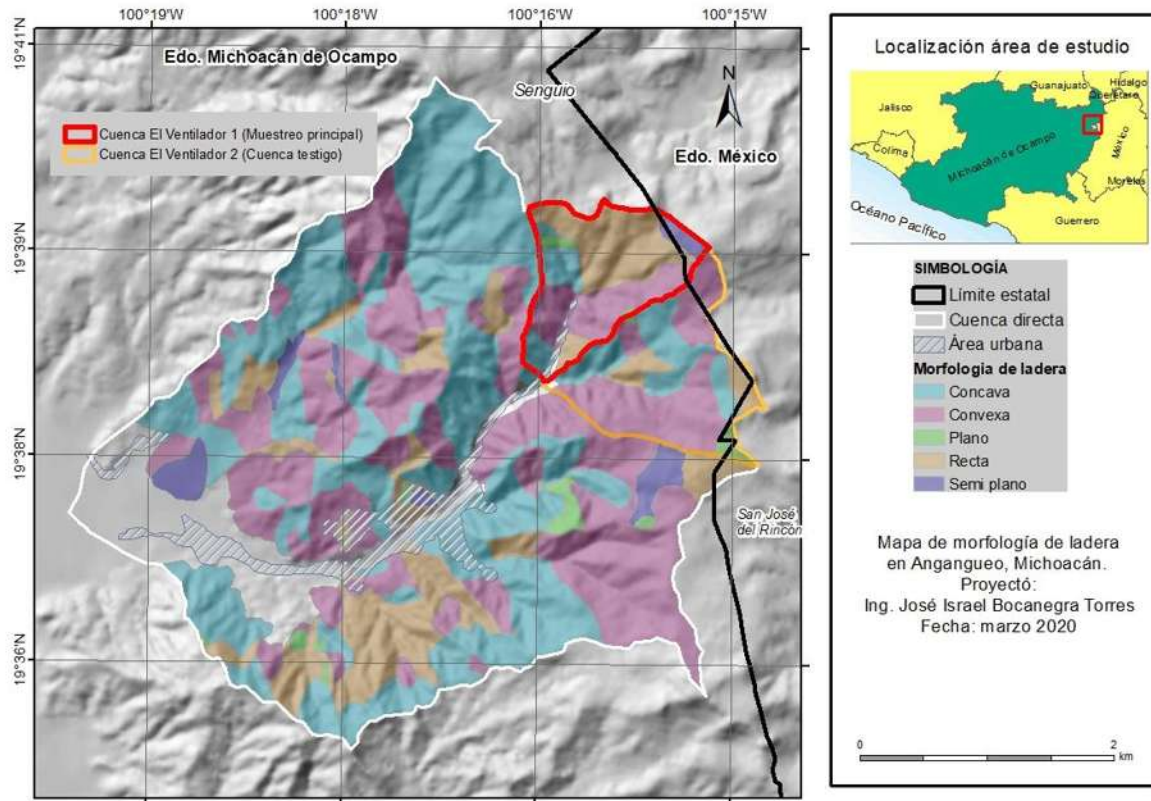 100°19'W
100°18'W
100°16'W
100°15'W
19°41'N
19°39'N
19°38'N
19°36'N
Edo. Michoacán de Ocampo
Senguio
N
Edo. México
Cuenca El Ventilador 1 (Muestreo principal)
Cuenca El Ventilador 2 (Cuenca testigo)
San José
del Rincón
Localización área de estudio
Guanajuato
Hidalgo
Querétaro
Jalisco
México
Colima
Michoacán de Ocampo
Morelos
Guerrero
Océano Pacífico
SIMBOLOGÍA
Límite estatal
Cuenca directa
Área urbana
Morfologia de ladera
Concava
Convexa
Plano
Recta
Semi plano
Mapa de morfología de ladera
en Angangueo, Michoacán.
Proyectó:
Ing. José Israel Bocanegra Torres
Fecha: marzo 2020
0 2
km